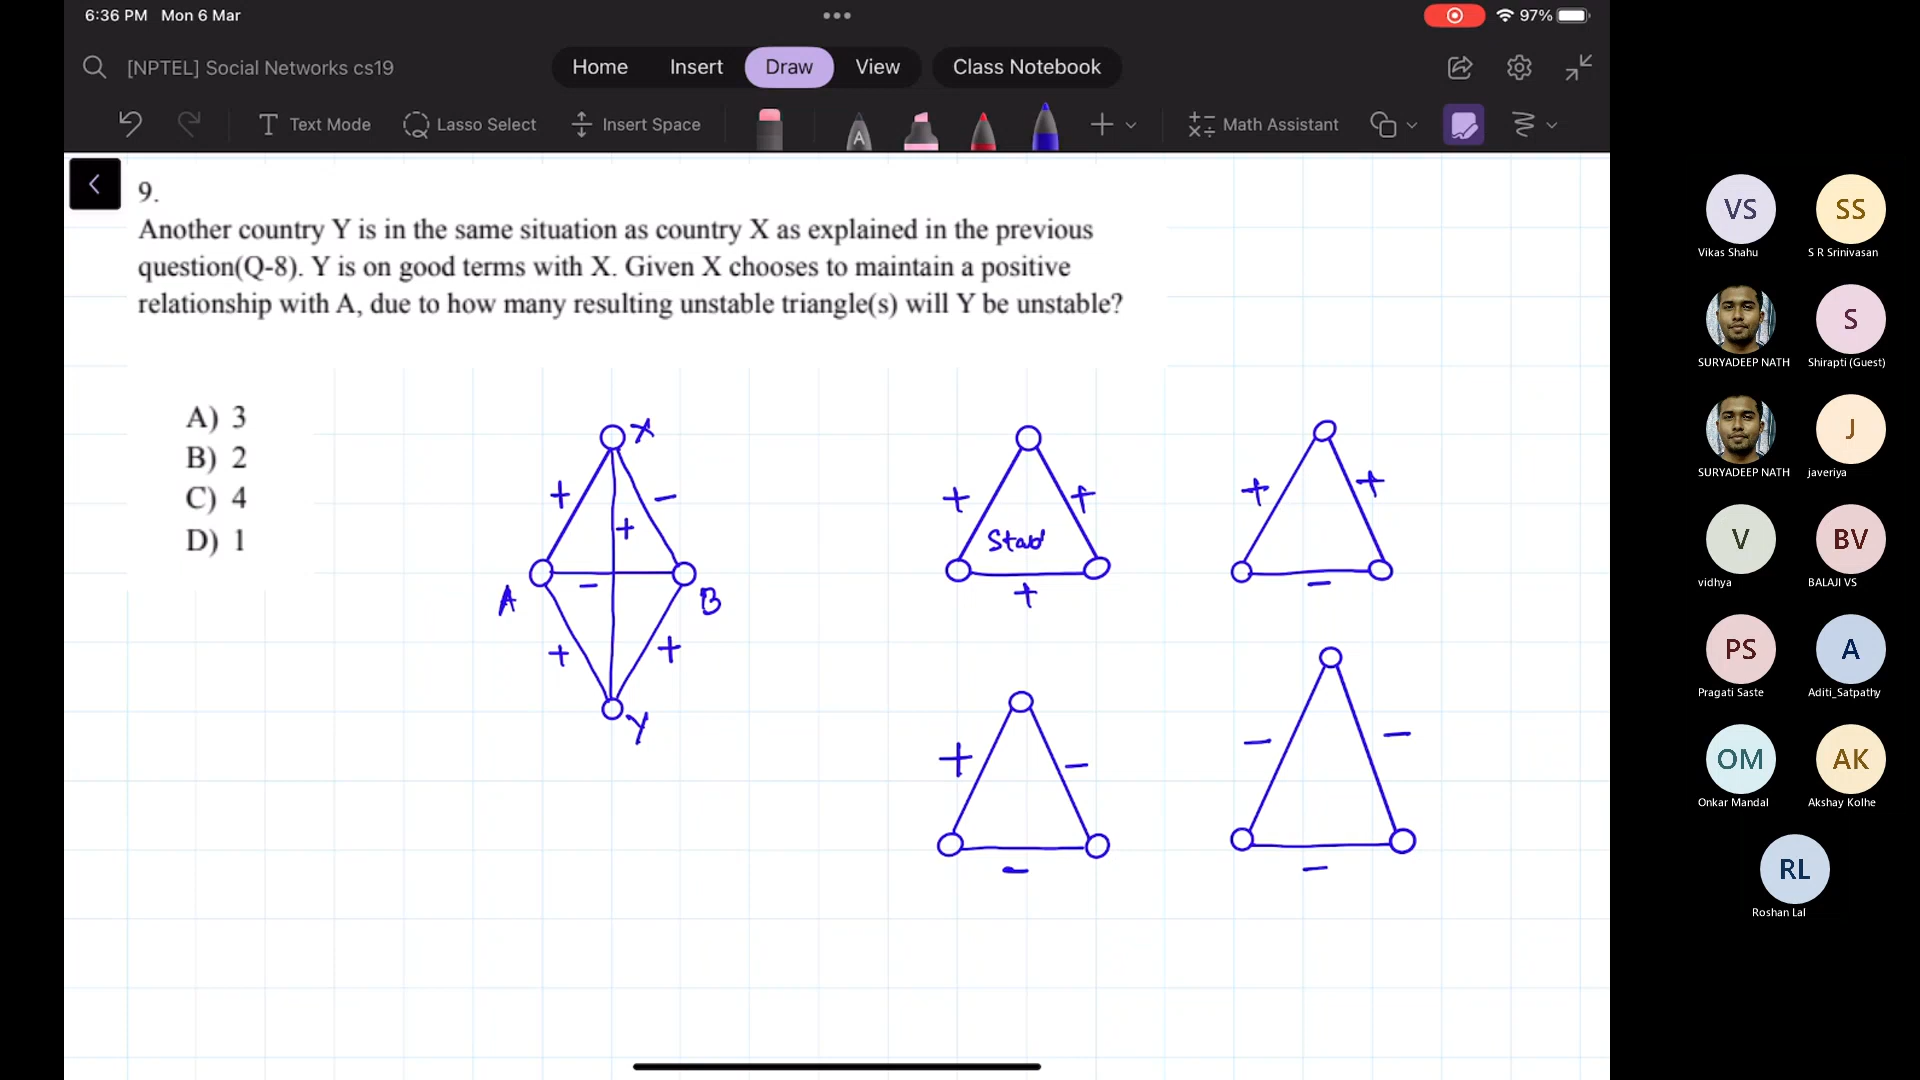 6:36 PM Mon 6 Mar
97%
[NPTEL] Social Networks cs19
Home Insert Draw View Class Notebook
Text Mode Lasso Select Insert Space A Math Assistant
9.
Another country Y is in the same situation as country X as explained in the previous
question(Q-8). Y is on good terms with X. Given X chooses to maintain a positive
relationship with A, due to how many resulting unstable triangle(s) will Y be unstable?
A) 3
B) 2
C) 4
D) 1
X
+ -
+
-
A B
+ +
Y
+ +
Stab
+
+ +
-
+ -
-
- -
-
VS SS
Vikas Shahu S R Srinivasan
S
SURYADEEP NATH Shirapti (Guest)
J
SURYADEEP NATH javeriya
V BV
vidhya BALAJI VS
PS A
Pragati Saste Aditi_Satpathy
OM AK
Onkar Mandal Akshay Kolhe
RL
Roshan Lal